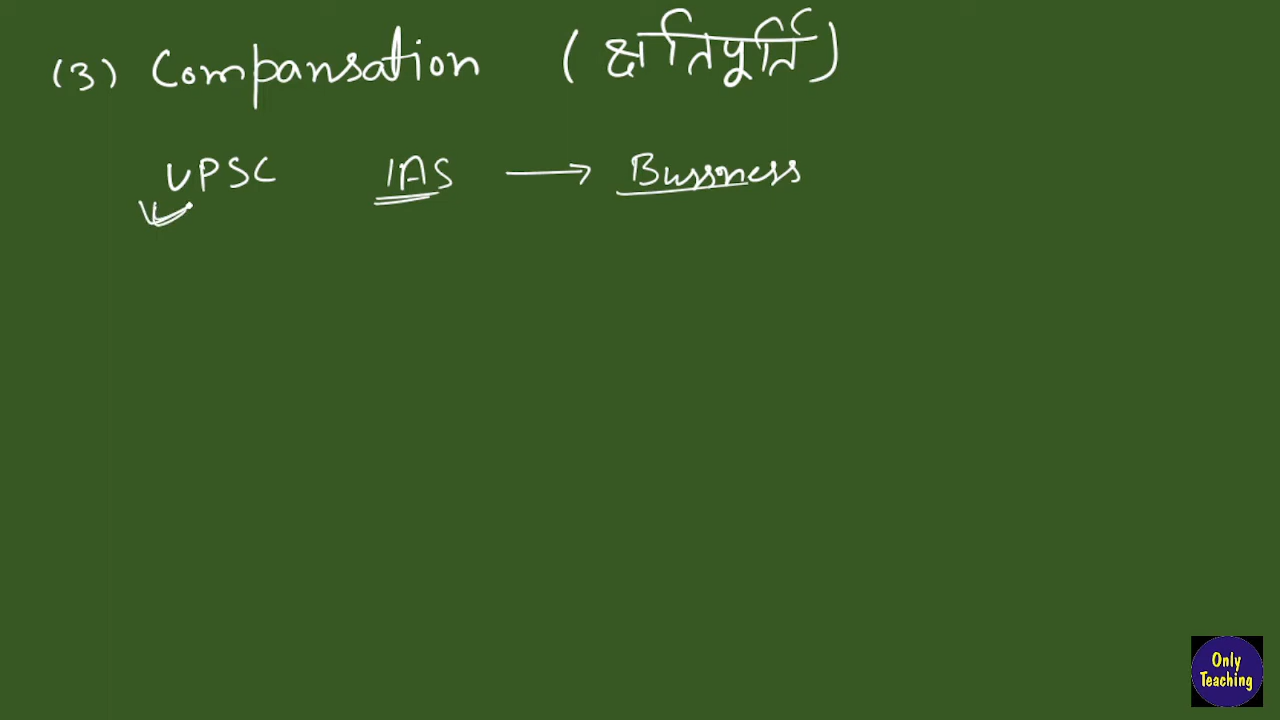 (3) Compansation (क्षतिपूर्ति)
UPSC IAS → Bussness
Only
Teaching